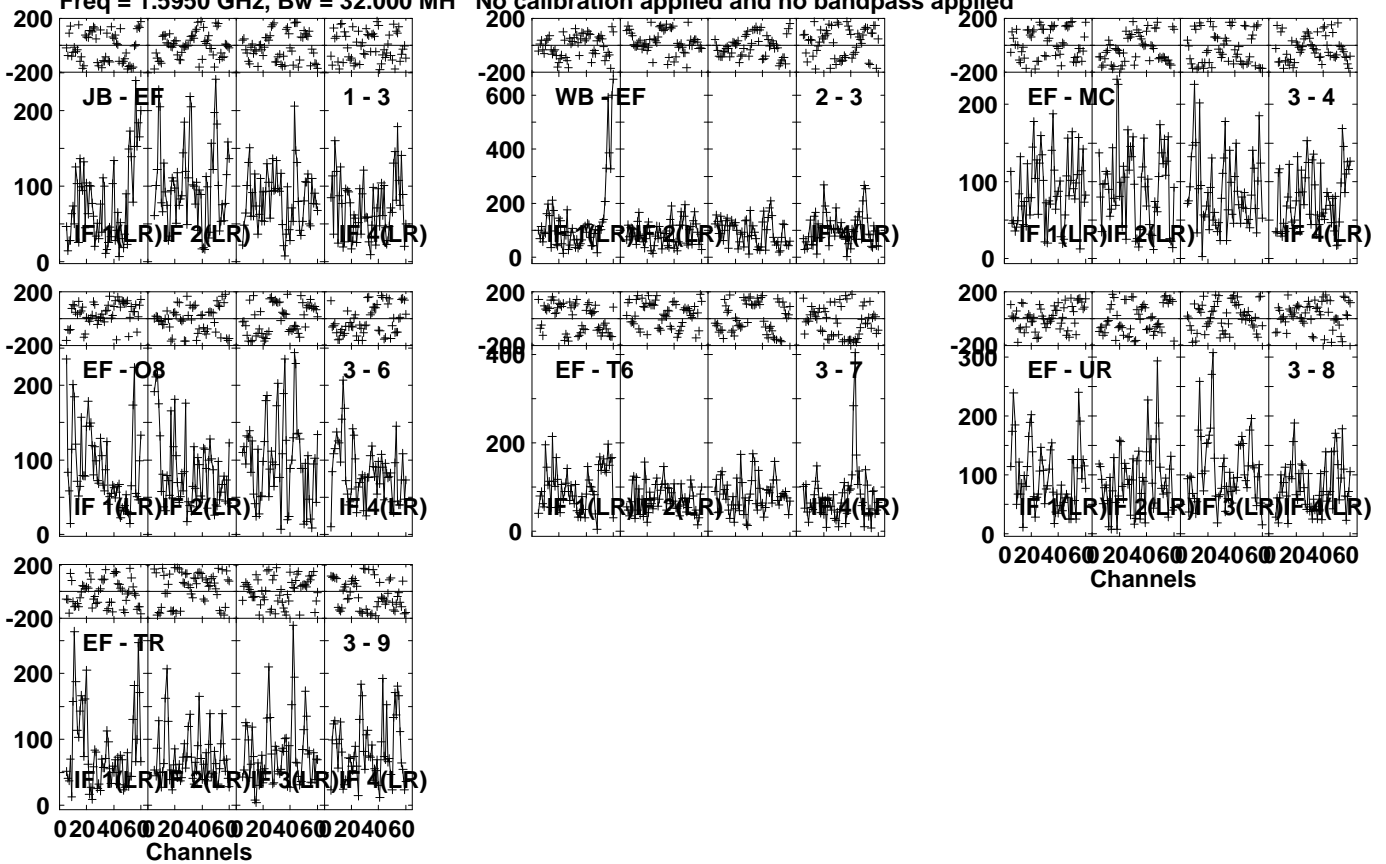 Freq = 1.5950 GHz, Bw = 32.000 MH No calibration applied and no bandpass applied
200
-200
200
100
0
JB - EF
1 - 3
IF 1(LR)
IF 2(LR)
IF 4(LR)
200
-200
600
400
200
0
WB - EF
2 - 3
IF 1(LR)
IF 2(LR)
IF 4(LR)
200
-200
200
100
0
EF - MC
3 - 4
IF 1(LR)
IF 2(LR)
IF 4(LR)
200
-200
200
100
0
EF - O8
3 - 6
IF 1(LR)
IF 2(LR)
IF 4(LR)
200
-200
400
200
0
EF - T6
3 - 7
IF 1(LR)
IF 2(LR)
IF 4(LR)
200
-200
300
200
100
0
EF - UR
3 - 8
IF 1(LR)
IF 2(LR)
IF 3(LR)
IF 4(LR)
0 20 40 60 0 20 40 60 0 20 40 60 0 20 40 60
Channels
200
-200
200
100
0
EF - TR
3 - 9
IF 1(LR)
IF 2(LR)
IF 3(LR)
IF 4(LR)
0 20 40 60 0 20 40 60 0 20 40 60 0 20 40 60
Channels